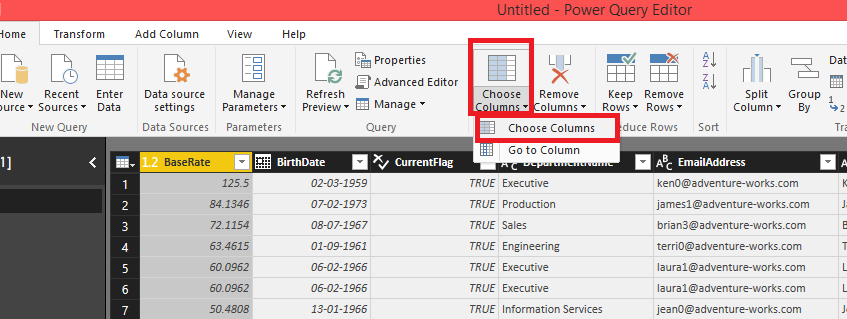 Untitled - Power Query Editor
Home Transform Add Column View Help
New Source Recent Sources Enter Data
Data source settings
Manage Parameters
Refresh Preview
Properties
Advanced Editor
Manage
Choose Columns Remove Columns
Keep Rows Remove Rows
Split Column Group By
New Query Query educe Rows Sort
Choose Columns
Go to Column
1] 1.2 BaseRate BirthDate CurrentFlag DepartmentName EmailAddress
1 125.5 02-03-1959 TRUE Executive ken0@adventure-works.com
2 84.1346 07-02-1973 TRUE Production james1@adventure-works.com
3 72.1154 08-07-1967 TRUE Sales brian3@adventure-works.com
4 63.4615 01-09-1961 TRUE Engineering terri0@adventure-works.com
5 60.0962 06-02-1966 TRUE Executive laura1@adventure-works.com
6 60.0962 06-02-1966 TRUE Executive laura1@adventure-works.com
7 50.4808 13-01-1966 TRUE Information Services jean0@adventure-works.com